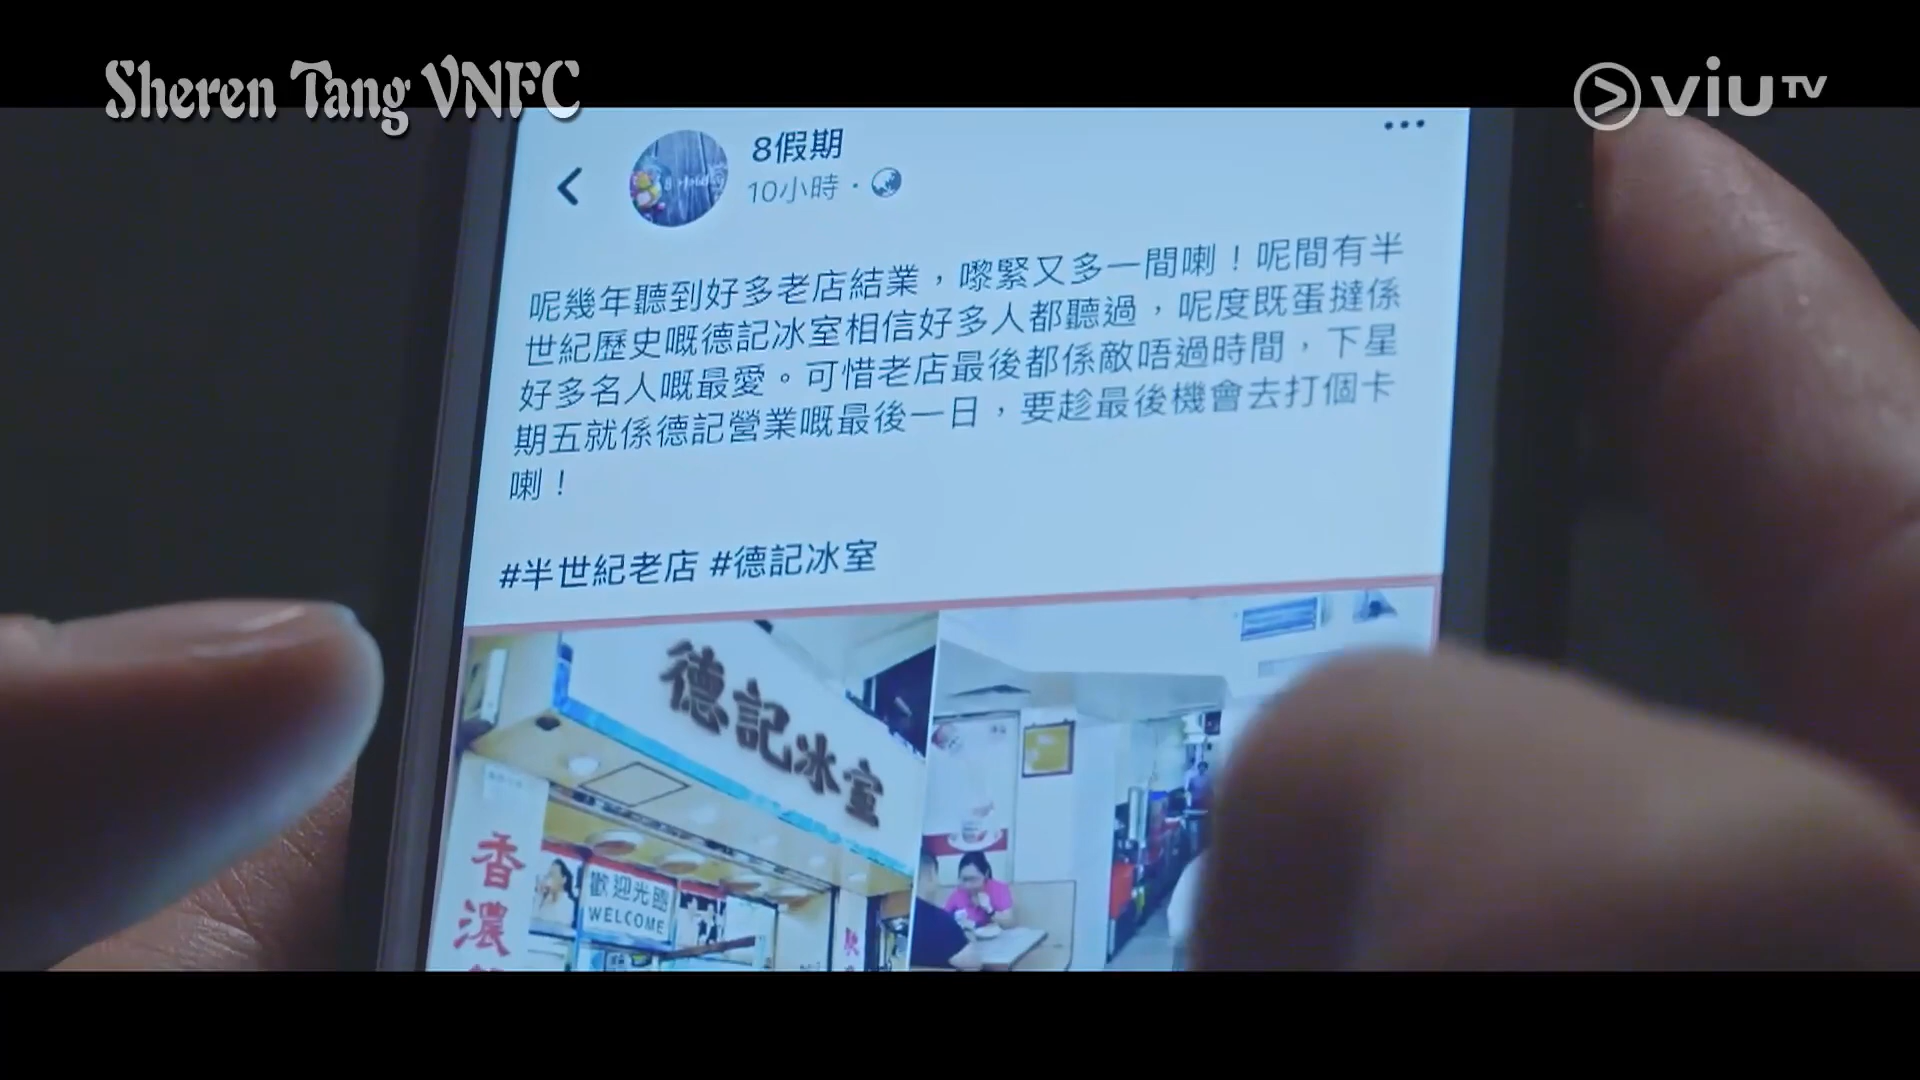 Sheren Tang VNFC
viuTV
8假期
10小時
呢幾年聽到好多老店結業，嚟緊又多一間喇！呢間有半
世紀歷史嘅德記冰室相信好多人都聽過，呢度既蛋撻係
好多名人嘅最愛。可惜老店最後都係敵唔過時間，下星
期五就係德記營業嘅最後一日，要趁最後機會去打個卡
喇！
#半世紀老店 #德記冰室
德記冰室
歡迎光臨
WELCOME
香濃